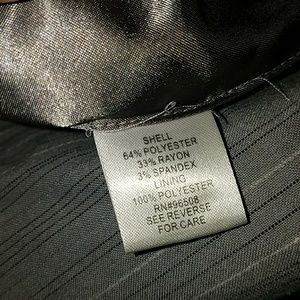 SHELL
64% POLYESTER
33% RAYON
3% SPANDEX
LINING
100% POLYESTER
RN#96508
SEE REVERSE
FOR CARE